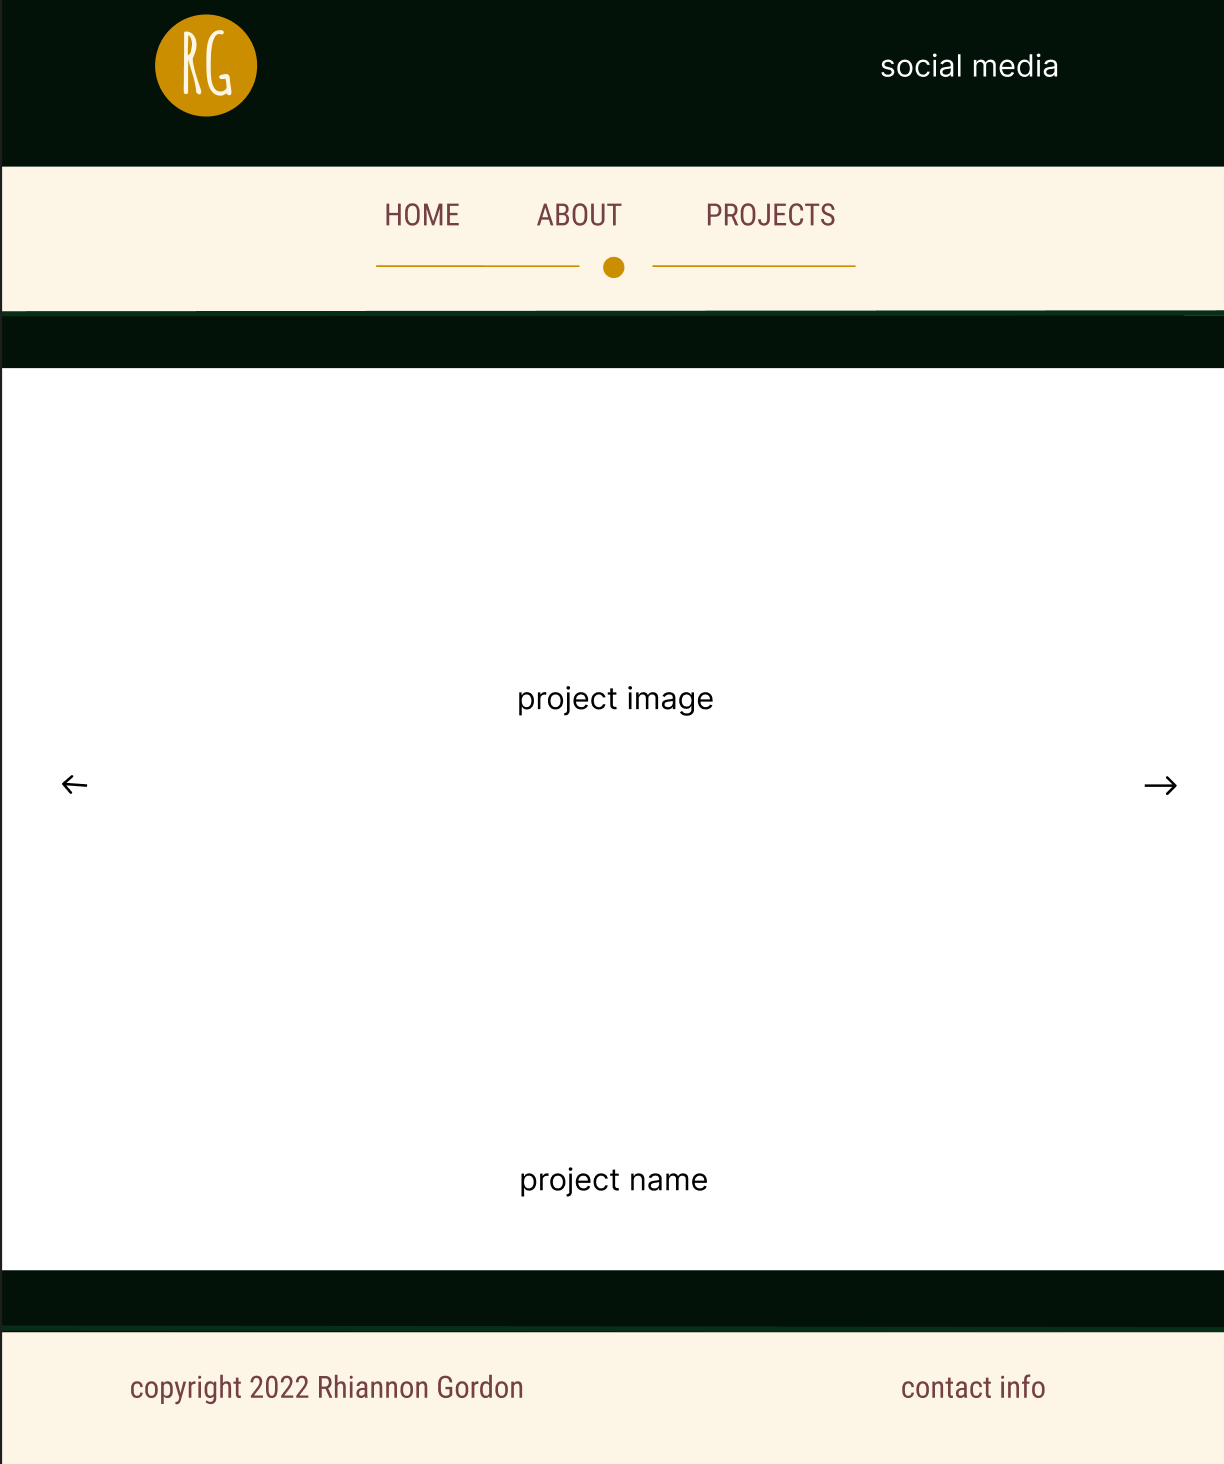 RG
social media
HOME ABOUT PROJECTS
project image
project name
copyright 2022 Rhiannon Gordon
contact info